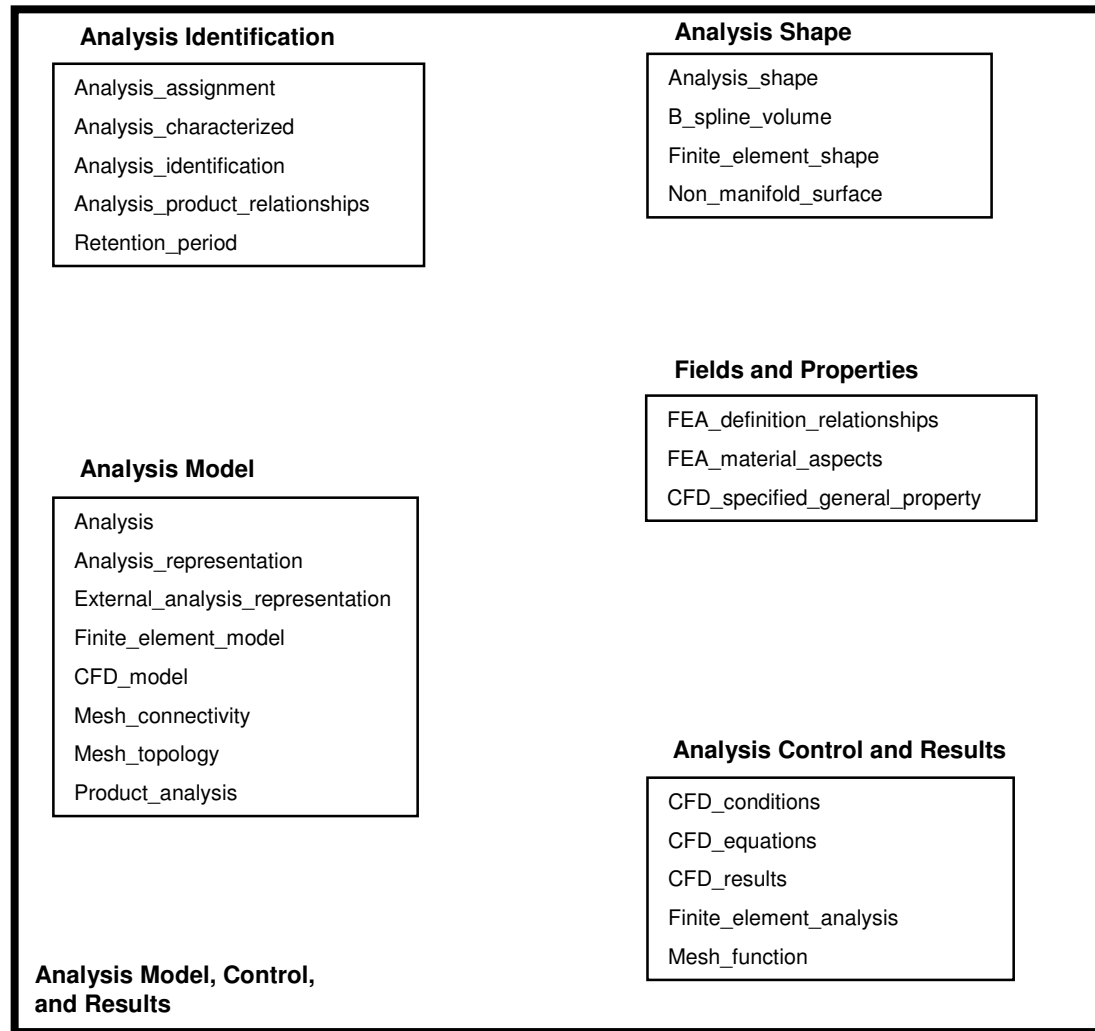 Analysis Identification
Analysis_assignment
Analysis_characterized
Analysis_identification
Analysis_product_relationships
Retention_period
Analysis Shape
Analysis_shape
B_spline_volume
Finite_element_shape
Non_manifold_surface
Fields and Properties
FEA_definition_relationships
FEA_material_aspects
CFD_specified_general_property
Analysis Model
Analysis
Analysis_representation
External_analysis_representation
Finite_element_model
CFD_model
Mesh_connectivity
Mesh_topology
Product_analysis
Analysis Control and Results
CFD_conditions
CFD_equations
CFD_results
Finite_element_analysis
Mesh_function
Analysis Model, Control,
and Results